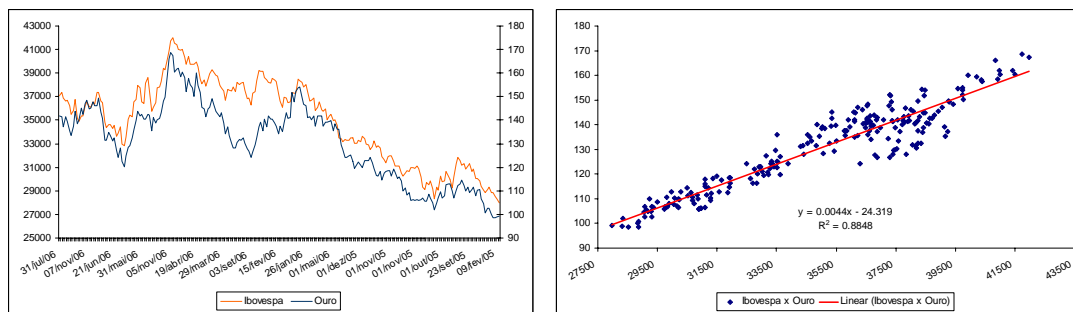 43000
41000
39000
37000
35000
33000
31000
29000
27000
25000
180
170
160
150
140
130
120
110
100
90
31/jul/06
07/nov/06
21/jun/06
31/mai/06
05/nov/06
19/abr/06
29/mar/06
03/set/06
15/fev/06
26/jan/06
01/mai/06
01/dez/05
01/nov/05
01/nov/05
01/out/05
23/set/05
09/fev/05
Ibovespa
Ouro
180
170
160
150
140
130
120
110
100
90
y = 0.0044x - 24.319
R² = 0.8848
27500
29500
31500
33500
35500
37500
39500
41500
43500
Ibovespa x Ouro
Linear (Ibovespa x Ouro)